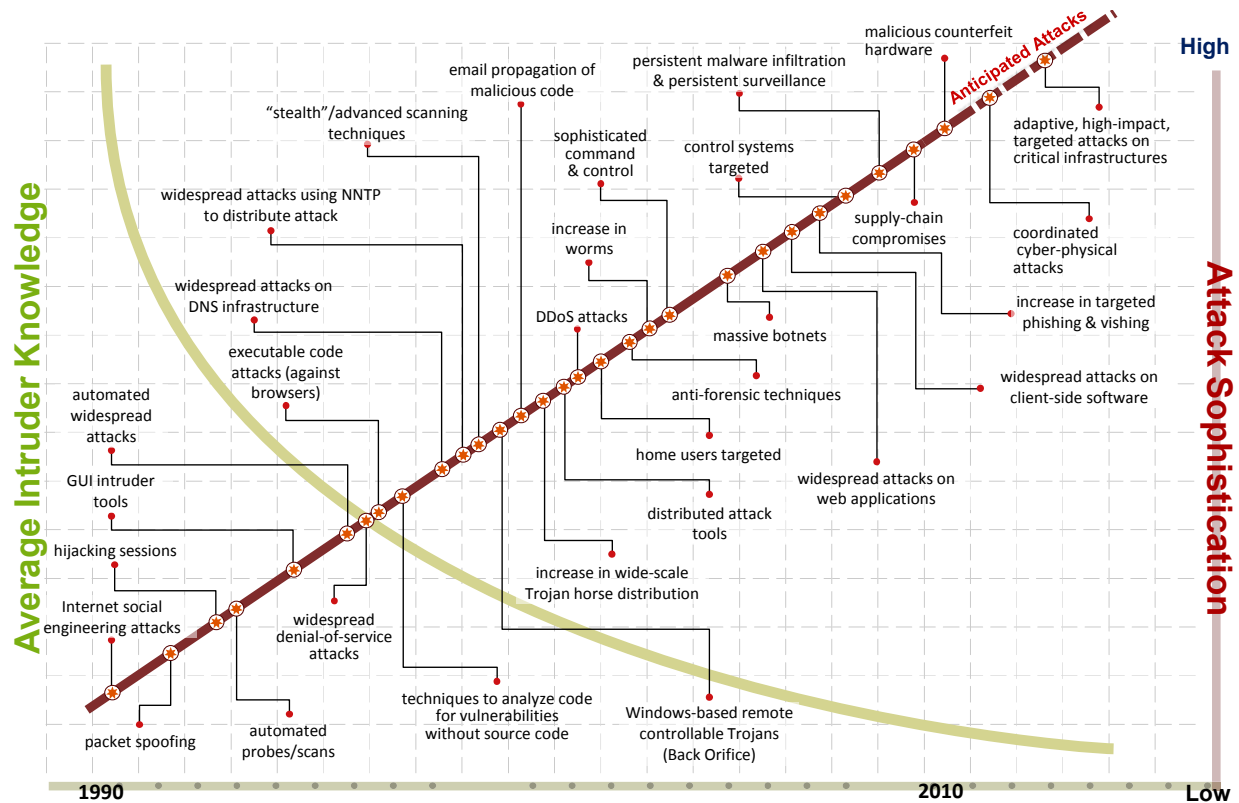 malicious counterfeit
hardware
High
Anticipated Attacks
persistent malware infiltration
& persistent surveillance
email propagation of
malicious code
“stealth”/advanced scanning
techniques
adaptive, high-impact,
targeted attacks on
critical infrastructures
sophisticated
command
& control
control systems
targeted
widespread attacks using NNTP
to distribute attack
supply-chain
compromises
coordinated
cyber-physical
attacks
increase in
worms
widespread attacks on
DNS infrastructure
increase in targeted
phishing & vishing
DDoS attacks
massive botnets
executable code
attacks (against
browsers)
anti-forensic techniques
widespread attacks on
client-side software
automated
widespread
attacks
home users targeted
GUI intruder
tools
widespread attacks on
web applications
distributed attack
tools
hijacking sessions
increase in wide-scale
Trojan horse distribution
Internet social
engineering attacks
widespread
denial-of-service
attacks
techniques to analyze code
for vulnerabilities
without source code
Windows-based remote
controllable Trojans
(Back Orifice)
packet spoofing
automated
probes/scans
Average Intruder Knowledge
Attack Sophistication
1990
2010
Low